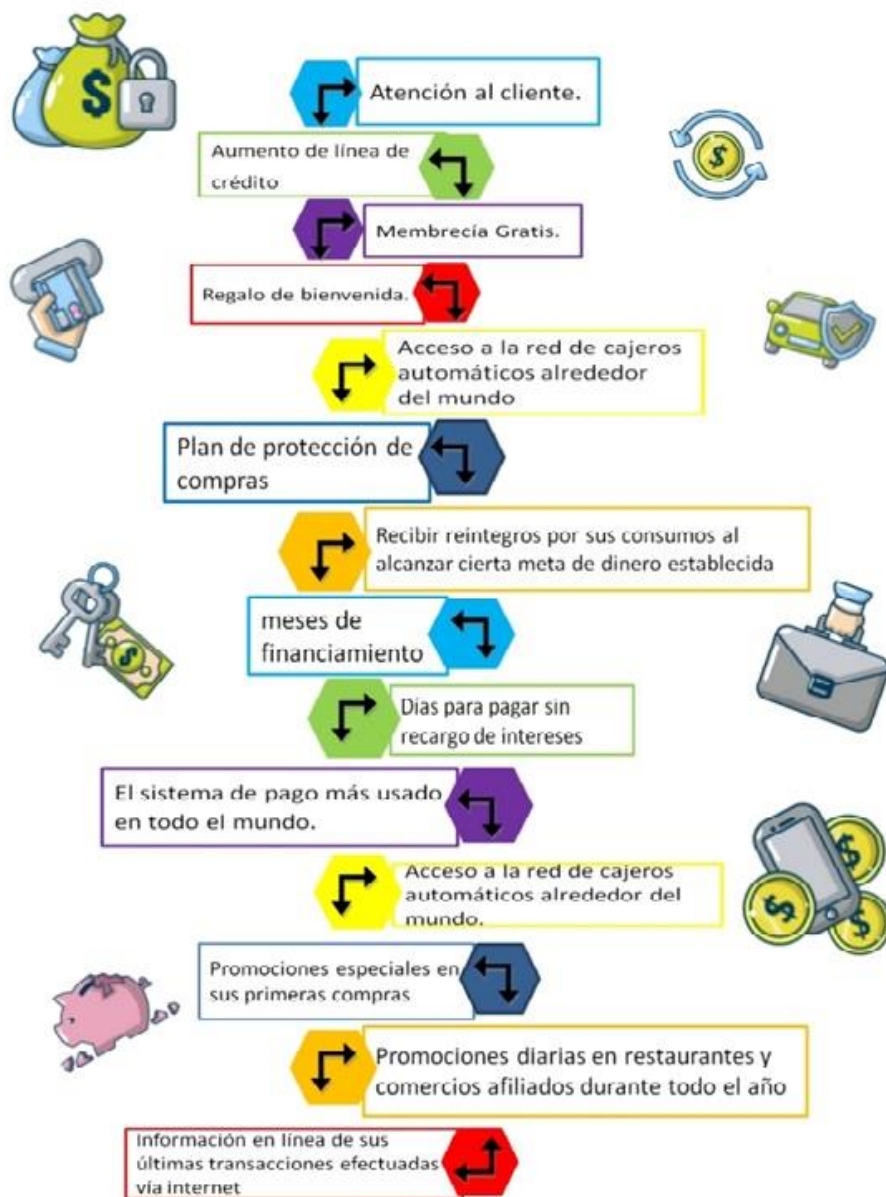 Atención al cliente.
Aumento de línea de
crédito
Membrecía Gratis.
Regalo de bienvenida.
Acceso a la red de cajeros
automáticos alrededor
del mundo
Plan de protección de
compras
Recibir reintegros por sus consumos al
alcanzar cierta meta de dinero establecida
meses de
financiamiento
Días para pagar sin
recargo de intereses
El sistema de pago más usado
en todo el mundo.
Acceso a la red de cajeros
automáticos alrededor del
mundo.
Promociones especiales en
sus primeras compras
Promociones diarias en restaurantes y
comercios afiliados durante todo el año
Información en línea de sus
últimas transacciones efectuadas
vía internet